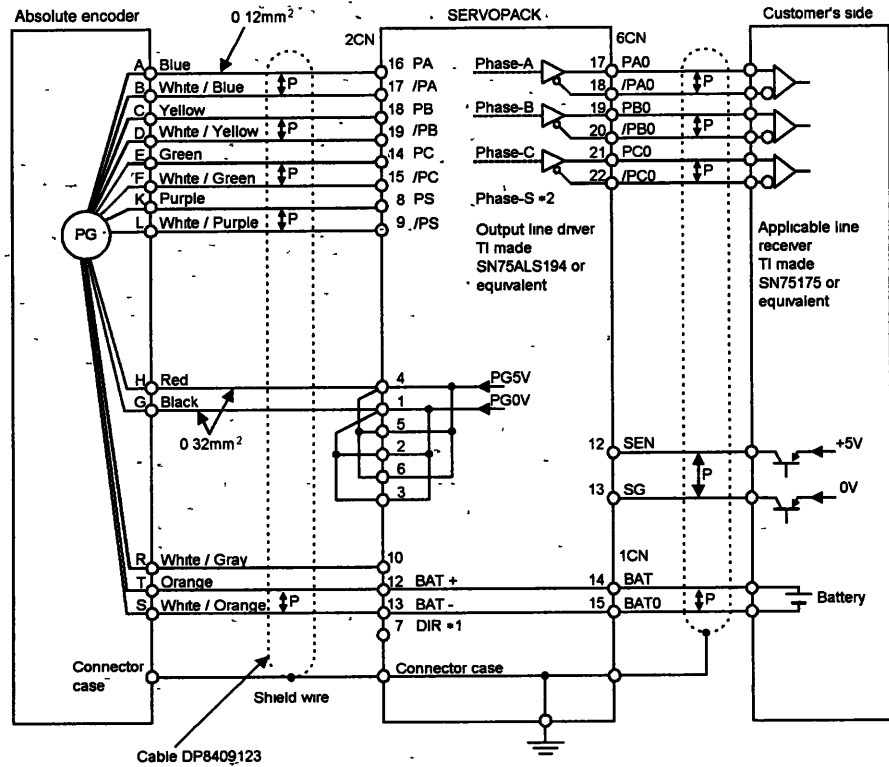 Absolute encoder
0 12mm²
SERVOPACK
Customer's side
2CN
6CN
A Blue
B White / Blue
C Yellow
D White / Yellow
E Green
F White / Green
K Purple
L White / Purple
P
P
P
P
PG
16 PA
17 /PA
18 PB
19 /PB
14 PC
15 /PC
8 PS
9 /PS
Phase-A
Phase-B
Phase-C
Phase-S *2
17 PA0
18 /PA0
19 PB0
20 /PB0
21 PC0
22 /PC0
P
P
P
Output line driver
TI made
SN75ALS194 or
equivalent
Applicable line
receiver
TI made
SN75175 or
equivalent
H Red
G Black
0 32mm²
4
1
5
2
6
3
PG5V
PG0V
12 SEN
13 SG
P
+5V
0V
R White / Gray
T Orange
S White / Orange
P
10
12 BAT +
13 BAT -
7 DIR *1
1CN
14 BAT
15 BAT0
P
Battery
Connector
case
Shield wire
Connector case
Cable DP8409123